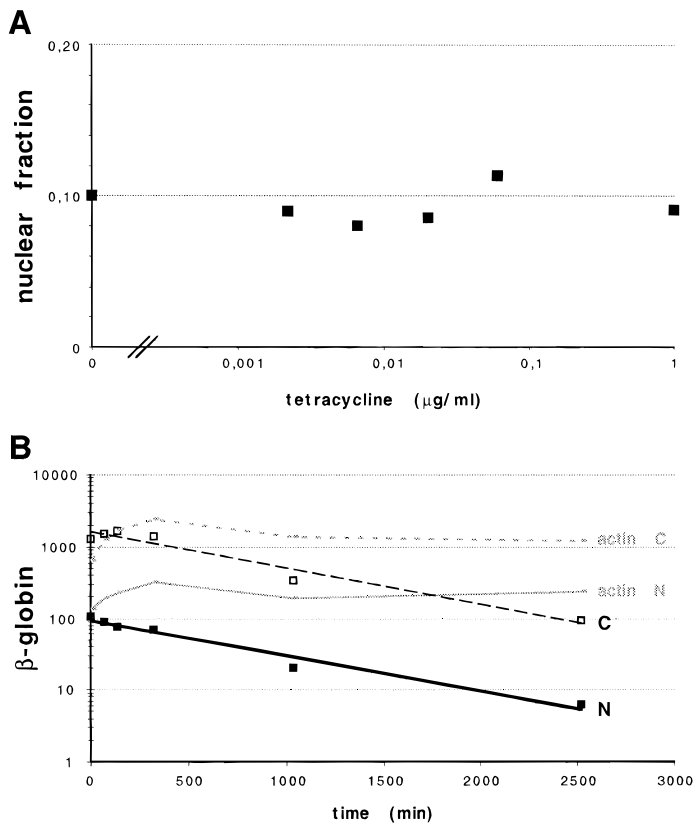 A
0,20
0,10
0
nuclear fraction
0 0,001 0,01 0,1 1
tetracycline (μg/ml)
B
10000
1000
100
10
1
β-globin
actin C
actin N
C
N
0 500 1000 1500 2000 2500 3000
time (min)